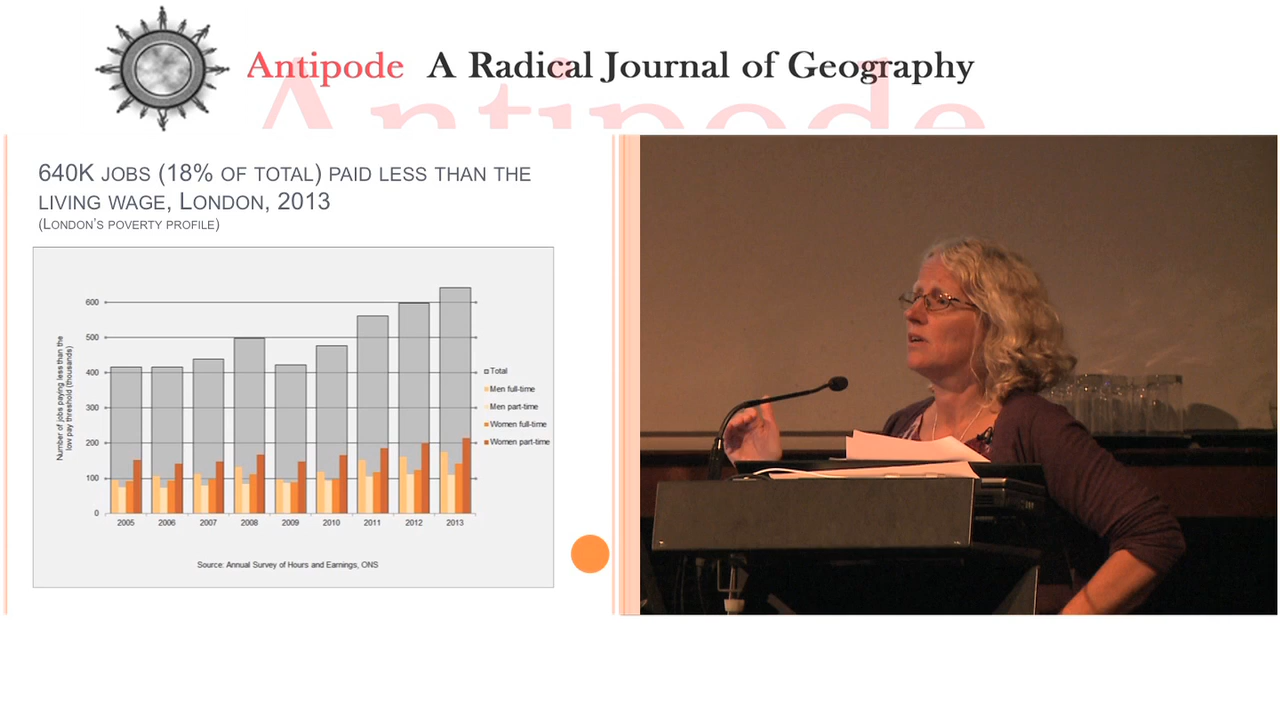 Antipode A Radical Journal of Geography
Antipode
640K JOBS (18% OF TOTAL) PAID LESS THAN THE
LIVING WAGE, LONDON, 2013
(LONDON'S POVERTY PROFILE)
Number of jobs paying less than the
low pay threshold (thousands)
600
500
400
300
200
100
0
2005 2006 2007 2008 2009 2010 2011 2012 2013
Total
Men full-time
Men part-time
Women full-time
Women part-time
Source: Annual Survey of Hours and Earnings, ONS